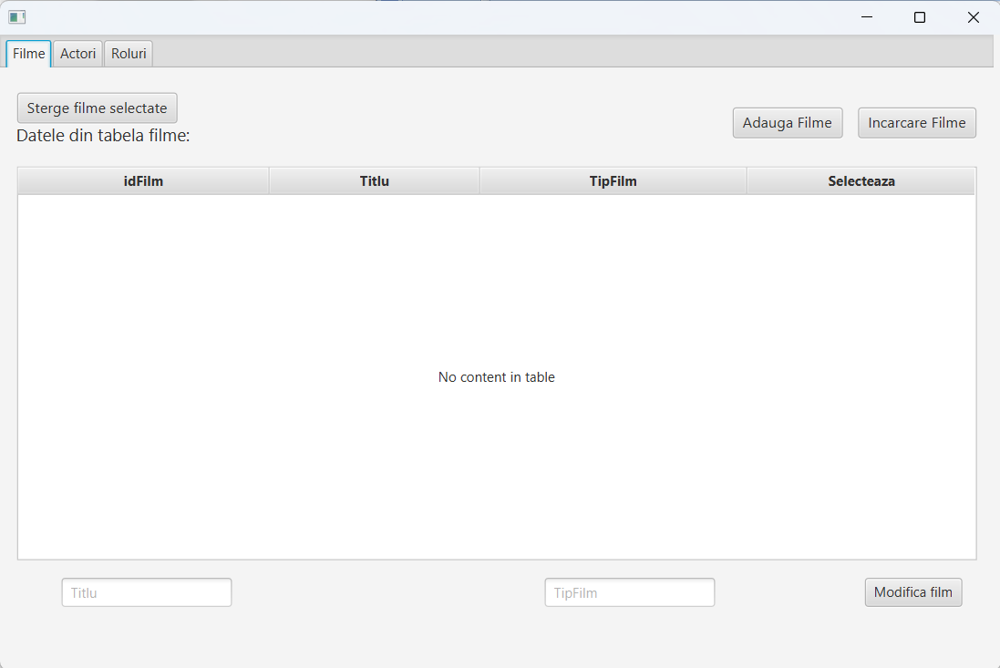 Filme Actori Roluri
Sterge filme selectate
Datele din tabela filme:
Adauga Filme Incarcare Filme
idFilm Titlu TipFilm Selecteaza
No content in table
Titlu TipFilm Modifica film